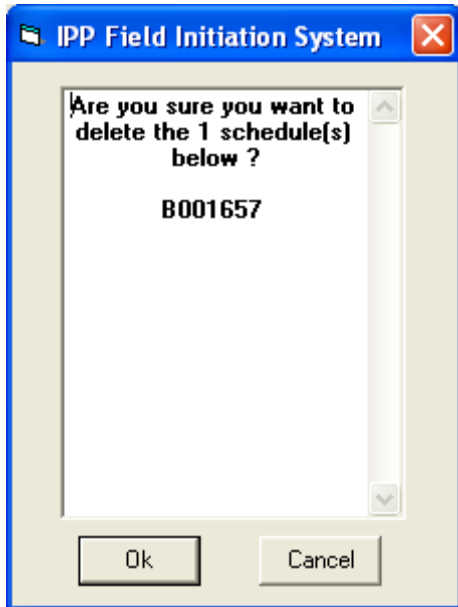 IPP Field Initiation System
Are you sure you want to
delete the 1 schedule(s)
below ?
B001657
Ok
Cancel